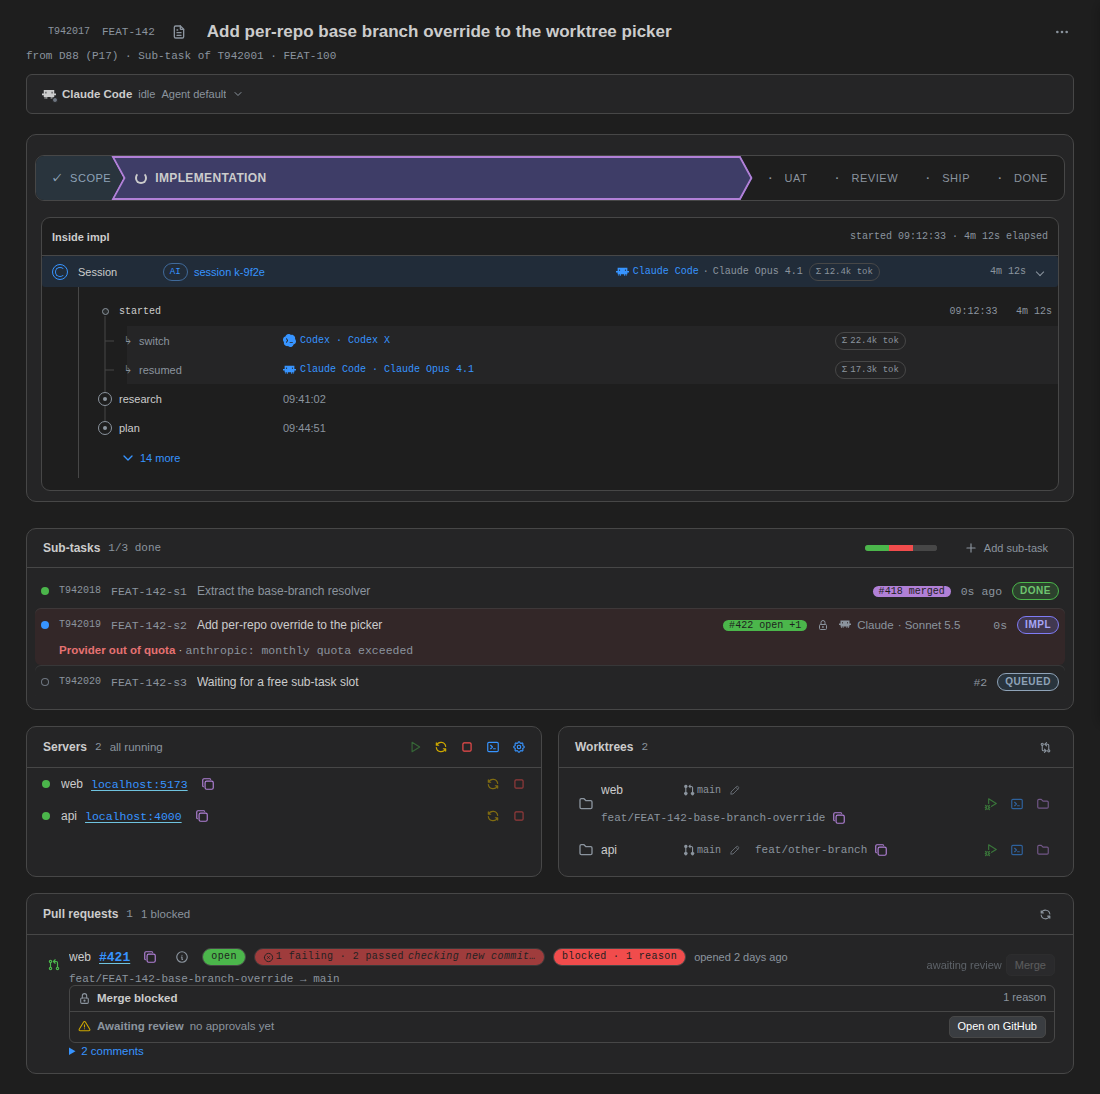 T942017 FEAT-142 Add per-repo base branch override to the worktree picker
from D88 (P17) · Sub-task of T942001 · FEAT-100
Claude Code idle Agent default
SCOPE IMPLEMENTATION · UAT · REVIEW · SHIP · DONE
Inside impl started 09:12:33 · 4m 12s elapsed
Session AI session k-9f2e Claude Code · Claude Opus 4.1 Σ 12.4k tok 4m 12s
started 09:12:33 4m 12s
↳ switch Codex · Codex X Σ 22.4k tok
↳ resumed Claude Code · Claude Opus 4.1 Σ 17.3k tok
research 09:41:02
plan 09:44:51
14 more
Sub-tasks 1/3 done Add sub-task
T942018 FEAT-142-s1 Extract the base-branch resolver #418 merged 0s ago DONE
T942019 FEAT-142-s2 Add per-repo override to the picker #422 open +1 Claude · Sonnet 5.5 0s IMPL
Provider out of quota · anthropic: monthly quota exceeded
T942020 FEAT-142-s3 Waiting for a free sub-task slot #2 QUEUED
Servers 2 all running
web localhost:5173
api localhost:4000
Worktrees 2
web main
feat/FEAT-142-base-branch-override
api main feat/other-branch
Pull requests 1 1 blocked
web #421 open 1 failing · 2 passed checking new commit… blocked · 1 reason opened 2 days ago awaiting review Merge
feat/FEAT-142-base-branch-override → main
Merge blocked 1 reason
Awaiting review no approvals yet Open on GitHub
2 comments